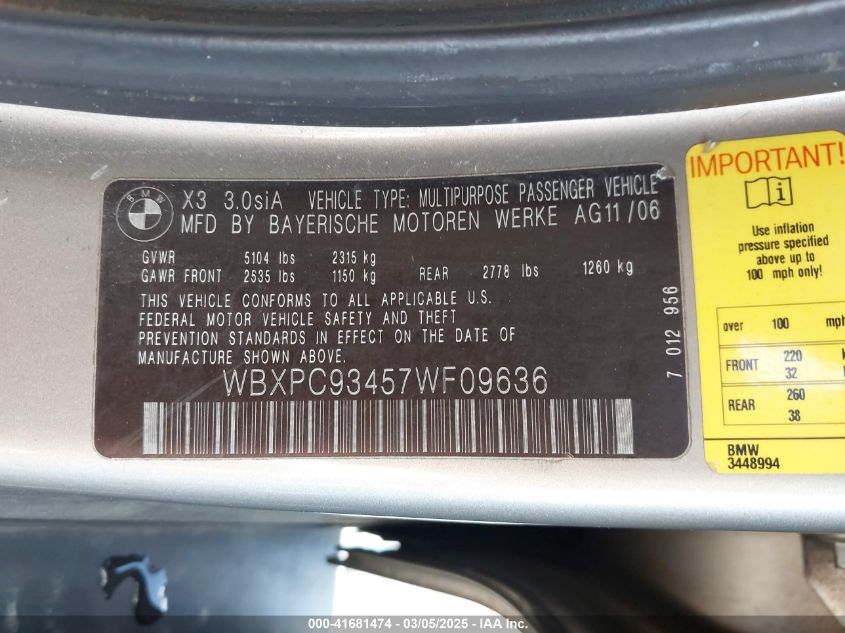 BMW
X3 3.0siA VEHICLE TYPE: MULTIPURPOSE PASSENGER VEHICLE
MFD BY BAYERISCHE MOTOREN WERKE AG11/06
GVWR 5104 lbs 2315 kg
GAWR FRONT 2535 lbs 1150 kg REAR 2778 lbs 1260 kg
THIS VEHICLE CONFORMS TO ALL APPLICABLE U.S.
FEDERAL MOTOR VEHICLE SAFETY AND THEFT
PREVENTION STANDARDS IN EFFECT ON THE DATE OF
MANUFACTURE SHOWN ABOVE.
WBXPC93457WF09636
7 012 956
IMPORTANT!
i
Use inflation
pressure specified
above up to
100 mph only!
over 100 mph
FRONT 220
32
REAR 260
38
BMW
3448994
000-41681474 - 03/05/2025 - IAAI.com